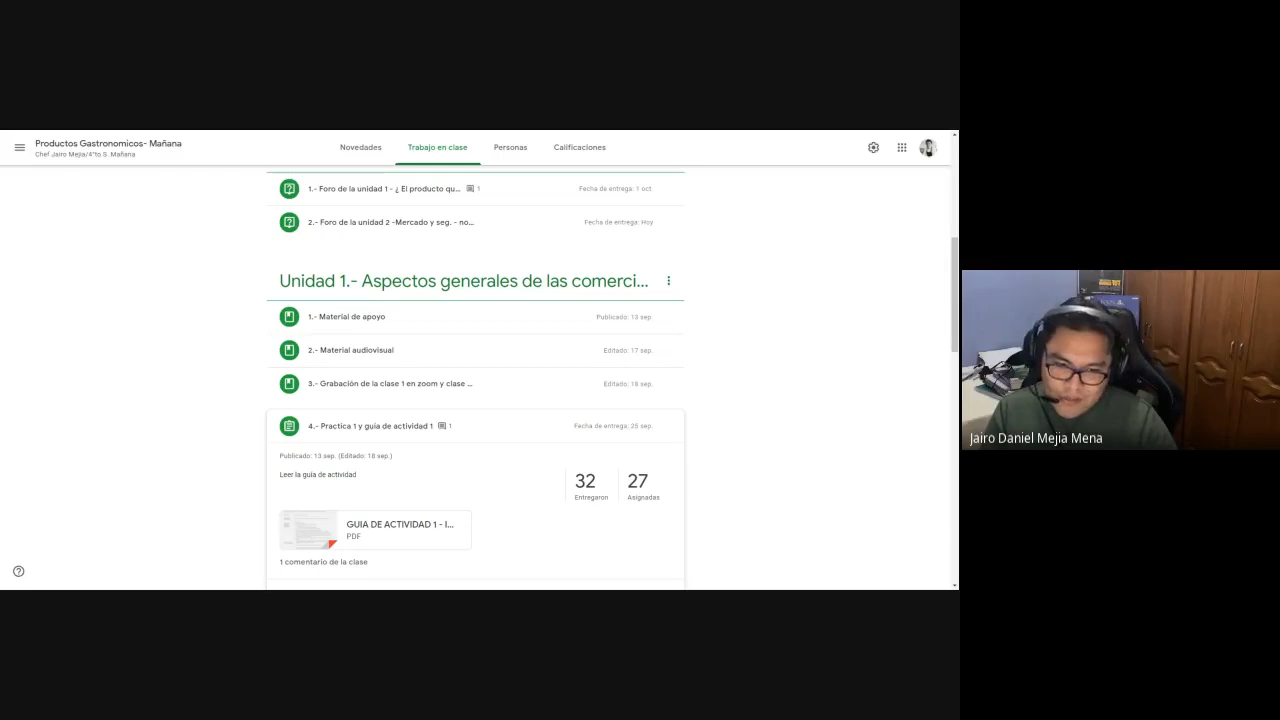 Productos Gastronomicos- Mañana
Chef Jairo Mejia/4°to S. Mañana
Novedades
Trabajo en clase
Personas
Calificaciones
1.- Foro de la unidad 1 - ¿ El producto qu... 1
Fecha de entrega: 1 oct.
2.- Foro de la unidad 2 -Mercado y seg. - no...
Fecha de entrega: Hoy
Unidad 1.- Aspectos generales de las comerci...
1.- Material de apoyo
Publicado: 13 sep.
2.- Material audiovisual
Editado: 17 sep.
3.- Grabación de la clase 1 en zoom y clase ...
Editado: 18 sep.
4.- Practica 1 y guia de actividad 1 1
Fecha de entrega: 25 sep.
Publicado: 13 sep. (Editado: 18 sep.)
Leer la guía de actividad
32
Entregaron
27
Asignadas
GUIA DE ACTIVIDAD 1 - I...
PDF
1 comentario de la clase
Jairo Daniel Mejia Mena